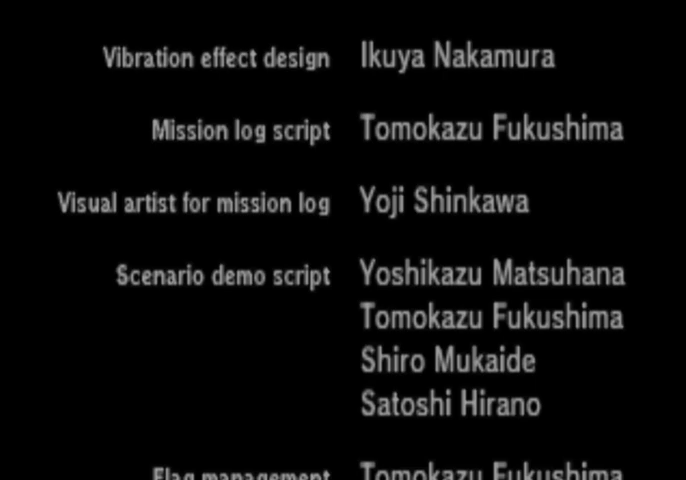 Vibration effect design Ikuya Nakamura
Mission log script Tomokazu Fukushima
Visual artist for mission log Yoji Shinkawa
Scenario demo script Yoshikazu Matsuhana
Tomokazu Fukushima
Shiro Mukaide
Satoshi Hirano
Flag management Tomokazu Fukushima